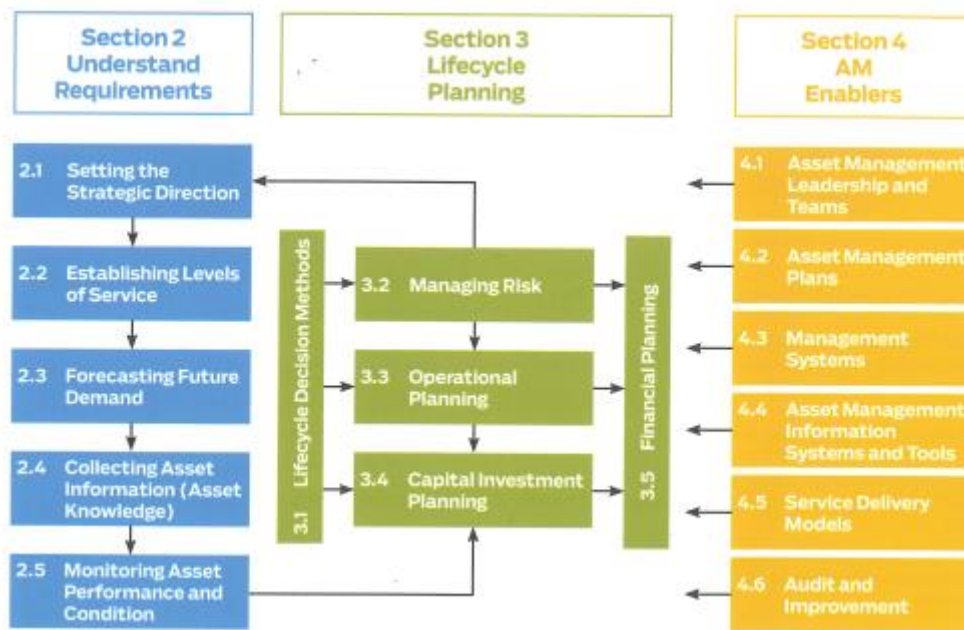 Section 2
Understand
Requirements
Section 3
Lifecycle
Planning
Section 4
AM
Enablers
2.1 Setting the
Strategic Direction
2.2 Establishing Levels
of Service
2.3 Forecasting Future
Demand
2.4 Collecting Asset
Information (Asset
Knowledge)
2.5 Monitoring Asset
Performance and
Condition
3.1 Lifecycle Decision Methods
3.2 Managing Risk
3.3 Operational
Planning
3.4 Capital Investment
Planning
3.5 Financial Planning
4.1 Asset Management
Leadership and
Teams
4.2 Asset Management
Plans
4.3 Management
Systems
4.4 Asset Management
Information
Systems and Tools
4.5 Service Delivery
Models
4.6 Audit and
Improvement